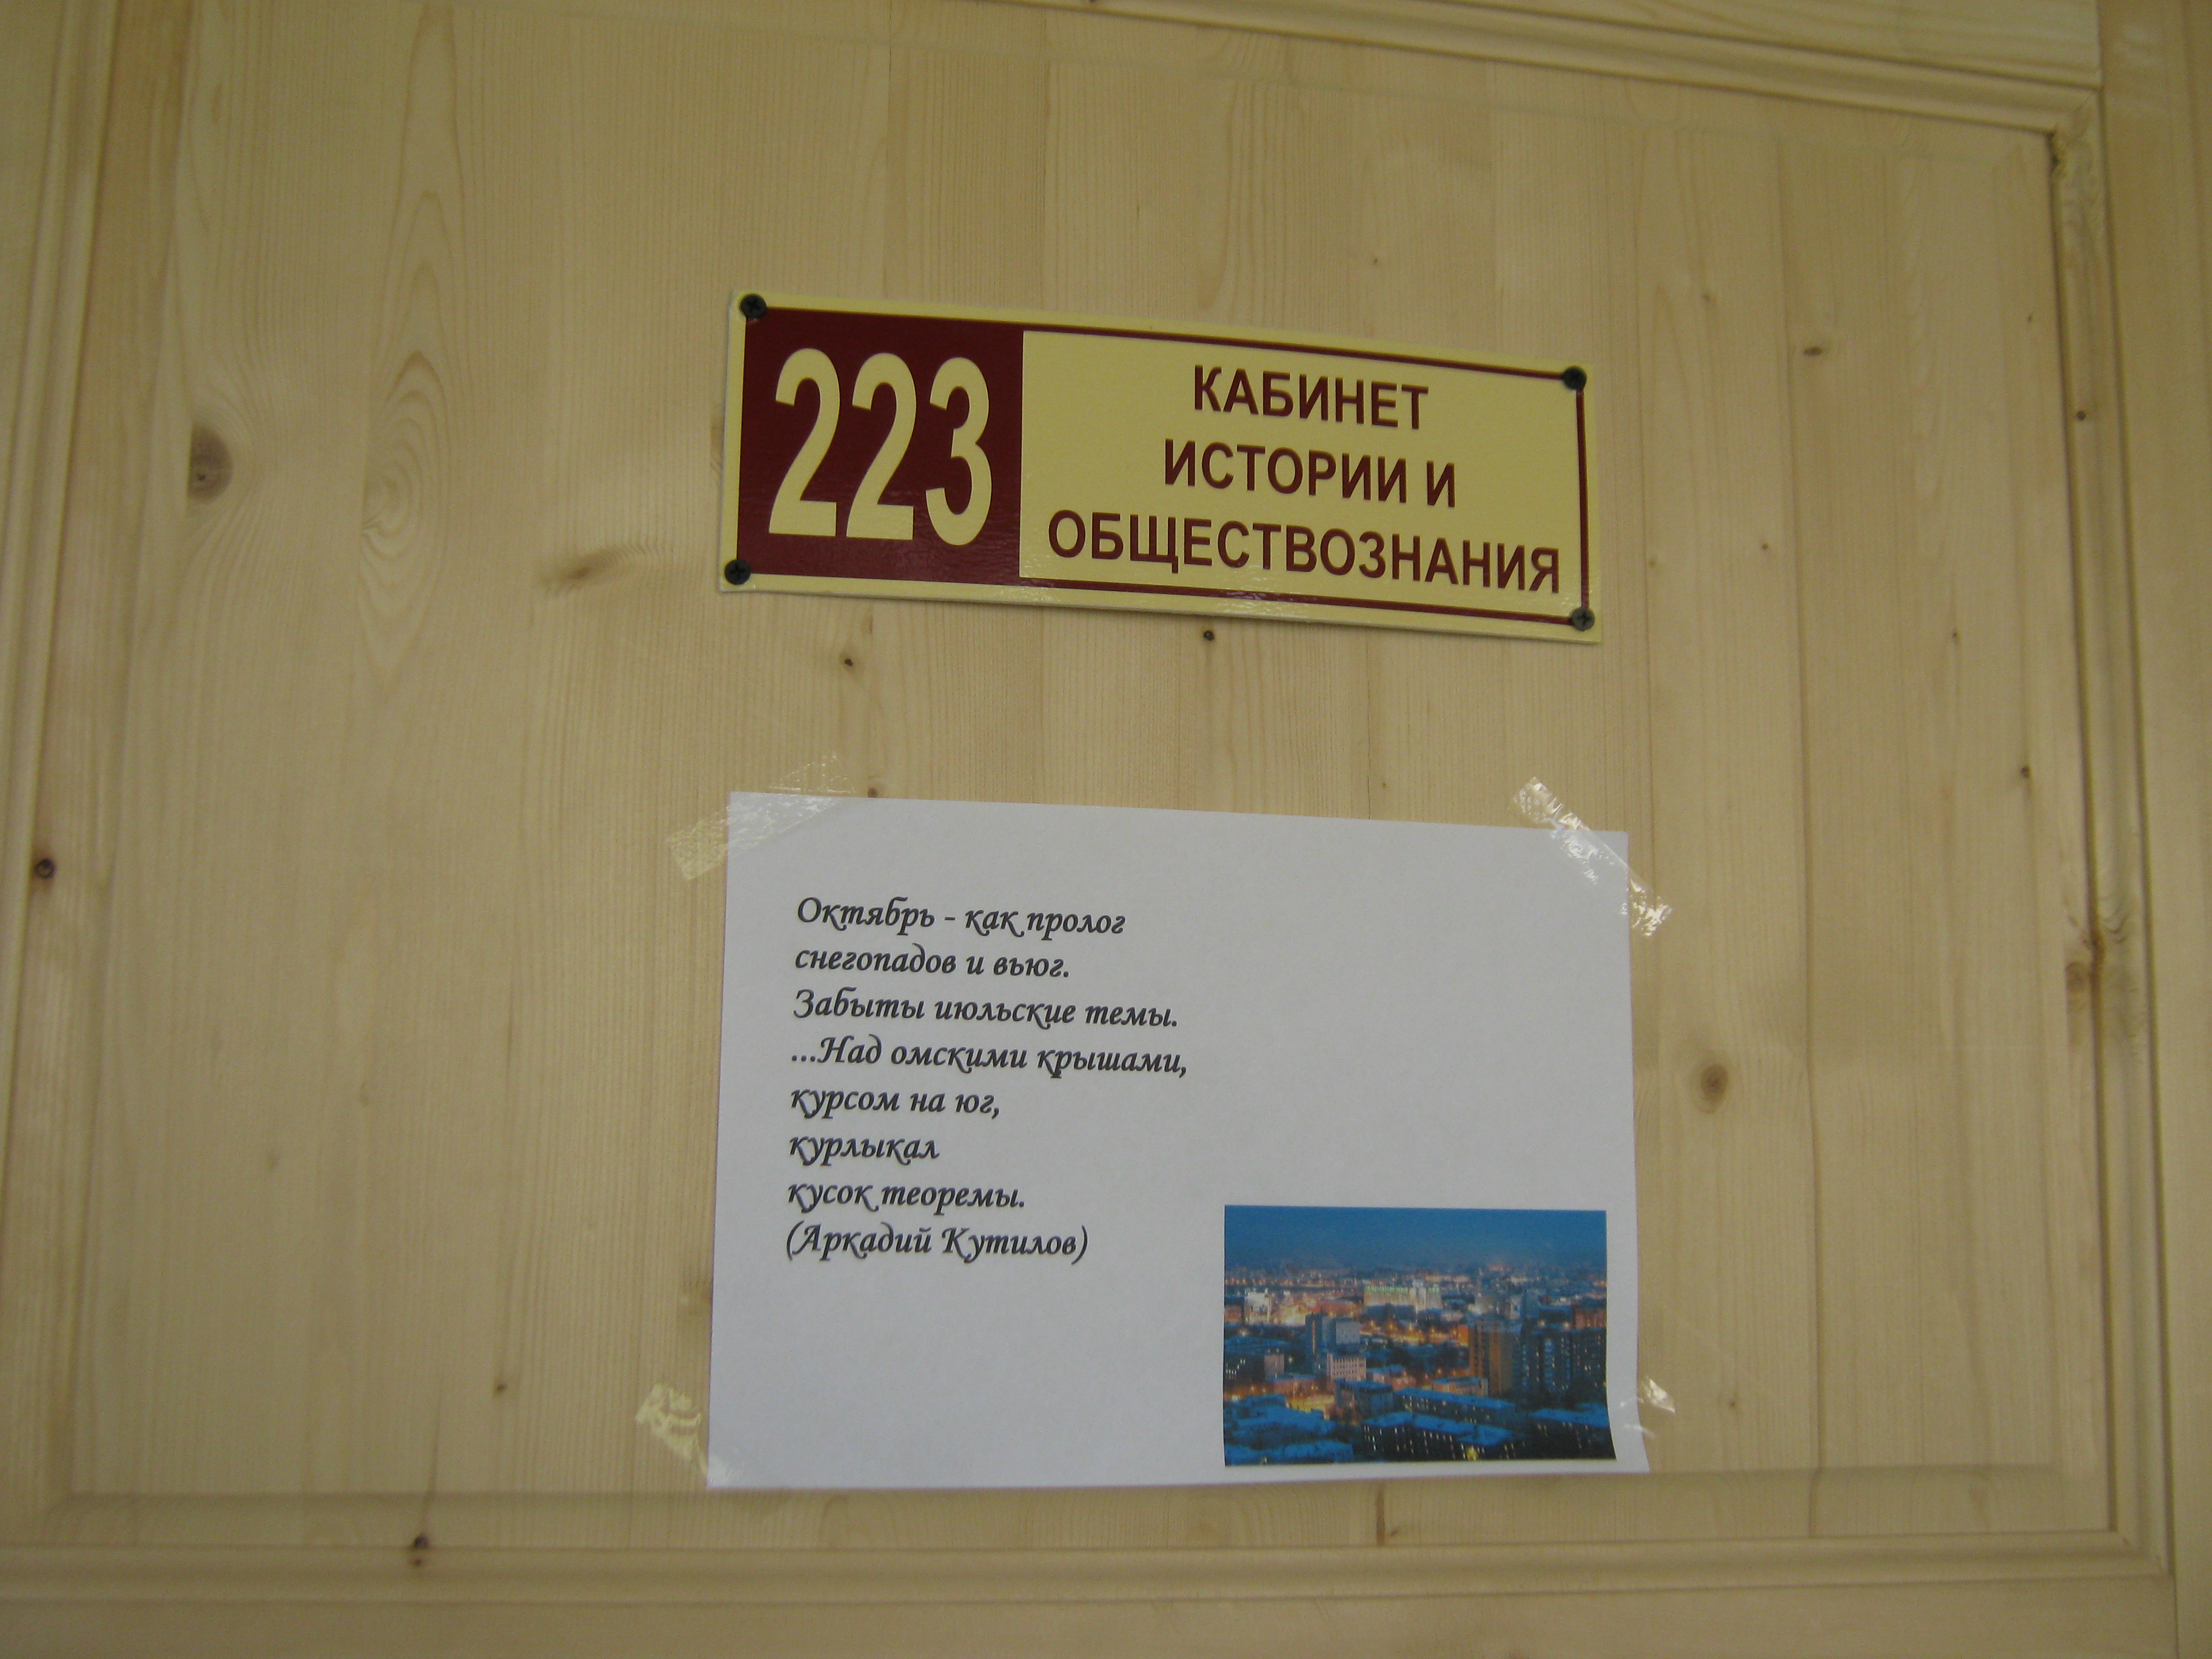 223
КАБИНЕТ
ИСТОРИИ И
ОБЩЕСТВОЗНАНИЯ
Октябрь - как пролог
снегопадов и вьюг.
Забыты июльские темы.
...Над омскими крышами,
курсом на юг,
курлыкал
кусок теоремы.
(Аркадий Кутилов)